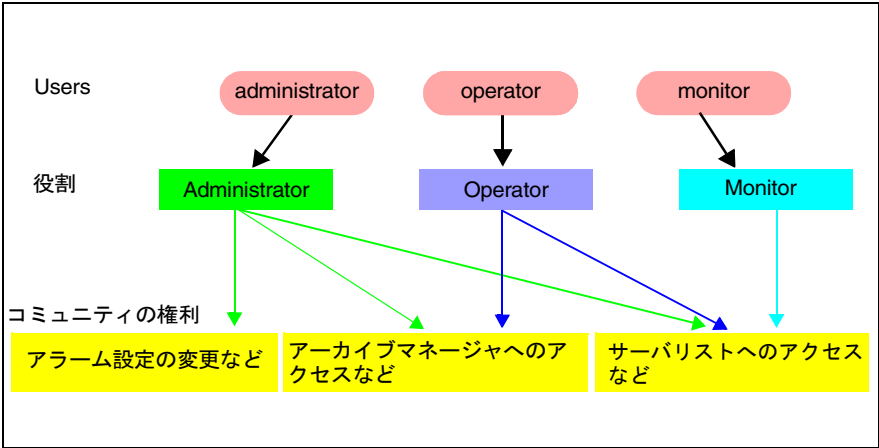 Users
administrator
operator
monitor
役割
Administrator
Operator
Monitor
コミュニティの権利
アラーム設定の変更など
アーカイブマネージャへのア
クセスなど
サーバリストへのアクセス
など